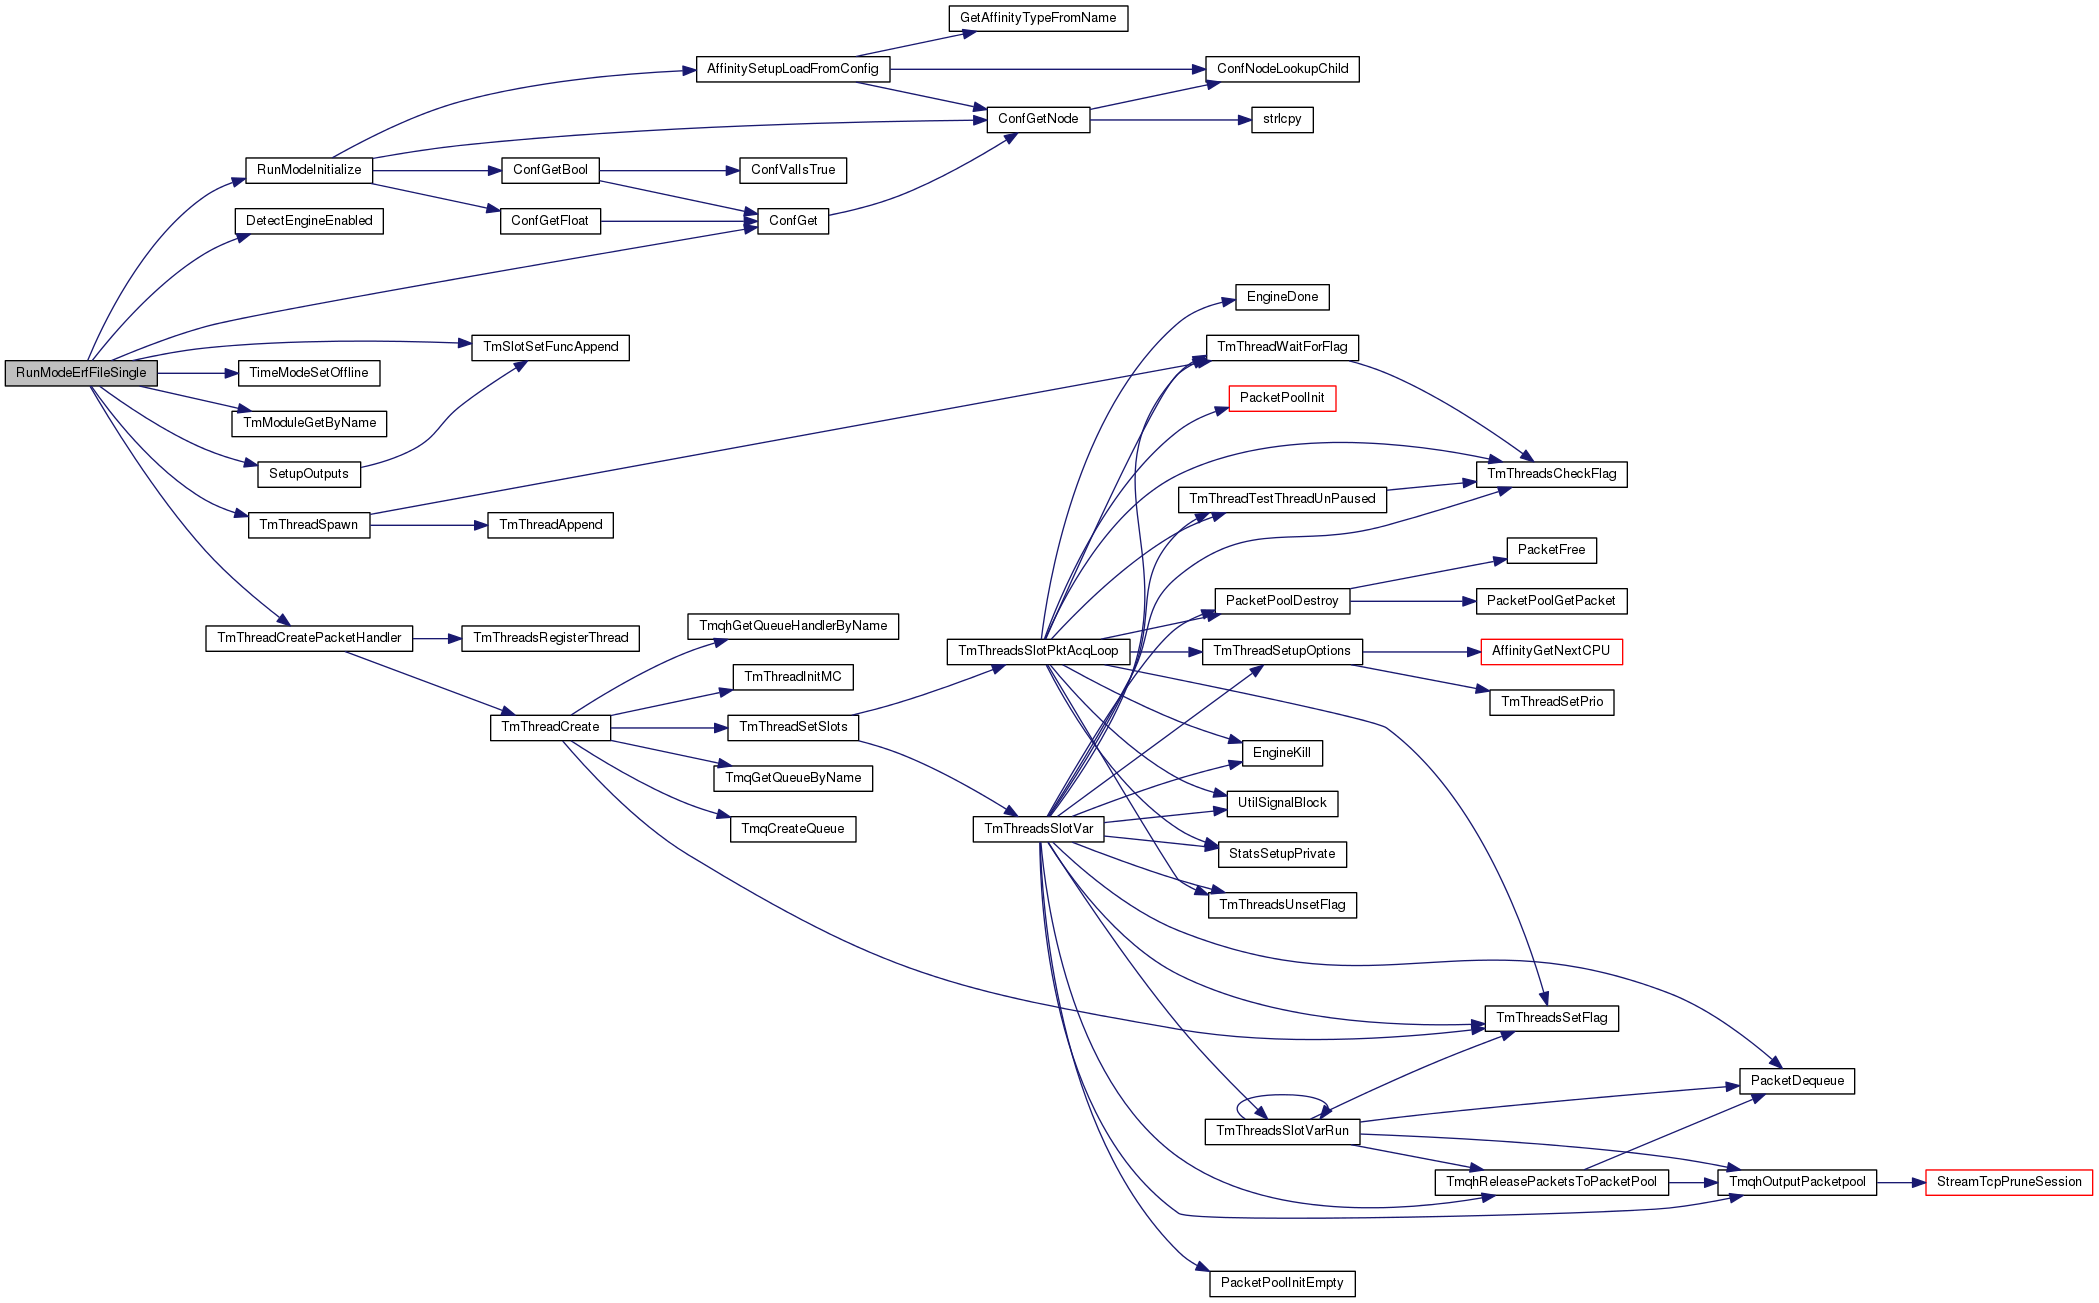 GetAffinityTypeFromName
AffinitySetupLoadFromConfig
ConfNodeLookupChild
ConfGetNode
strlcpy
RunModeInitialize
ConfGetBool
ConfValIsTrue
DetectEngineEnabled
ConfGetFloat
ConfGet
EngineDone
TmSlotSetFuncAppend
TmThreadWaitForFlag
RunModeErfFileSingle
TimeModeSetOffline
PacketPoolInit
TmModuleGetByName
SetupOutputs
TmThreadsCheckFlag
TmThreadTestThreadUnPaused
TmThreadSpawn
TmThreadAppend
PacketFree
PacketPoolDestroy
PacketPoolGetPacket
TmqhGetQueueHandlerByName
TmThreadCreatePacketHandler
TmThreadsRegisterThread
TmThreadsSlotPktAcqLoop
TmThreadSetupOptions
AffinityGetNextCPU
TmThreadInitMC
TmThreadSetPrio
TmThreadCreate
TmThreadSetSlots
EngineKill
TmqGetQueueByName
UtilSignalBlock
TmqCreateQueue
TmThreadsSlotVar
StatsSetupPrivate
TmThreadsUnsetFlag
TmThreadsSetFlag
PacketDequeue
TmThreadsSlotVarRun
TmqhReleasePacketsToPacketPool
TmqhOutputPacketpool
StreamTcpPruneSession
PacketPoolInitEmpty